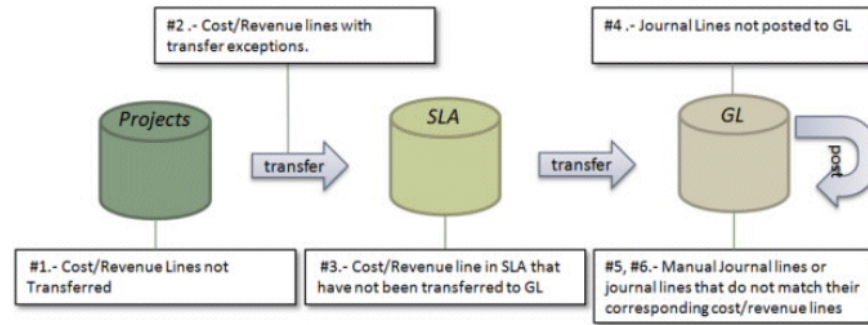 #2 .- Cost/Revenue lines with
transfer exceptions.
#4 .- Journal Lines not posted to GL
Projects
SLA
GL
transfer
transfer
post
#1.- Cost/Revenue Lines not
Transferred
#3.- Cost/Revenue line in SLA that
have not been transferred to GL
#5, #6.- Manual Journal lines or
journal lines that do not match their
corresponding cost/revenue lines